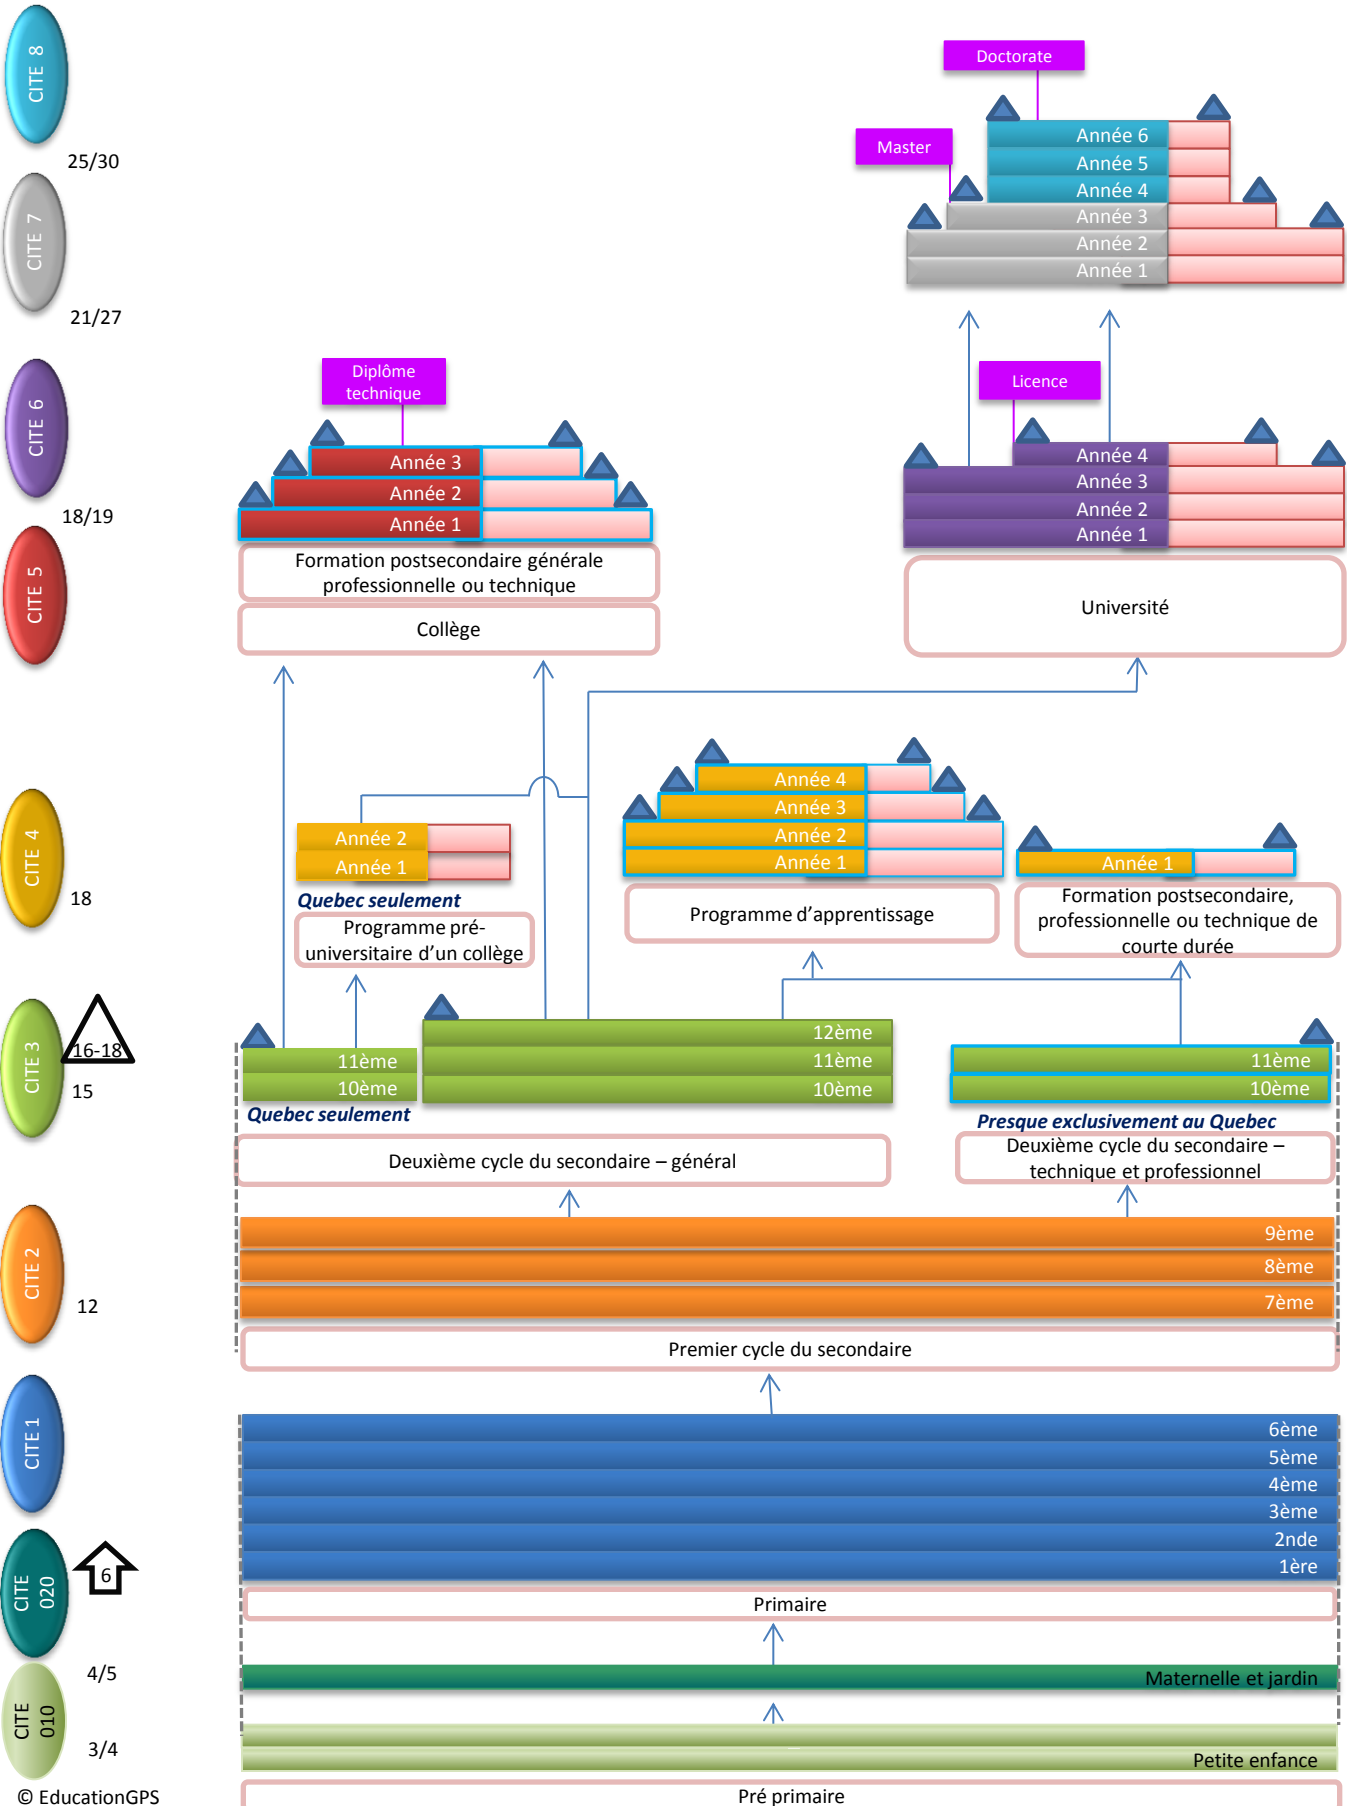 CITE 8
Doctorate
Master
Année 6
Année 5
Année 4
Année 3
Année 2
Année 1
25/30
CITE 7
21/27
CITE 6
Diplôme
technique
Licence
Année 3
Année 2
Année 1
Année 4
Année 3
Année 2
Année 1
18/19
CITE 5
Formation postsecondaire générale
professionnelle ou technique
Collège
Université
CITE 4
Année 2
Année 1
Quebec seulement
Programme pré-
universitaire d'un collège
Année 4
Année 3
Année 2
Année 1
Programme d'apprentissage
Année 1
Formation postsecondaire,
professionnelle ou technique de
courte durée
18
CITE 3
16-18
15
11ème
10ème
Quebec seulement
12ème
11ème
10ème
11ème
10ème
Presque exclusivement au Quebec
Deuxième cycle du secondaire – général
Deuxième cycle du secondaire –
technique et professionnel
CITE 2
9ème
8ème
7ème
12
Premier cycle du secondaire
CITE 1
6ème
5ème
4ème
3ème
2nde
1ère
CITE
020
6
Primaire
4/5
Maternelle et jardin
CITE
010
3/4
Petite enfance
© EducationGPS
Pré primaire